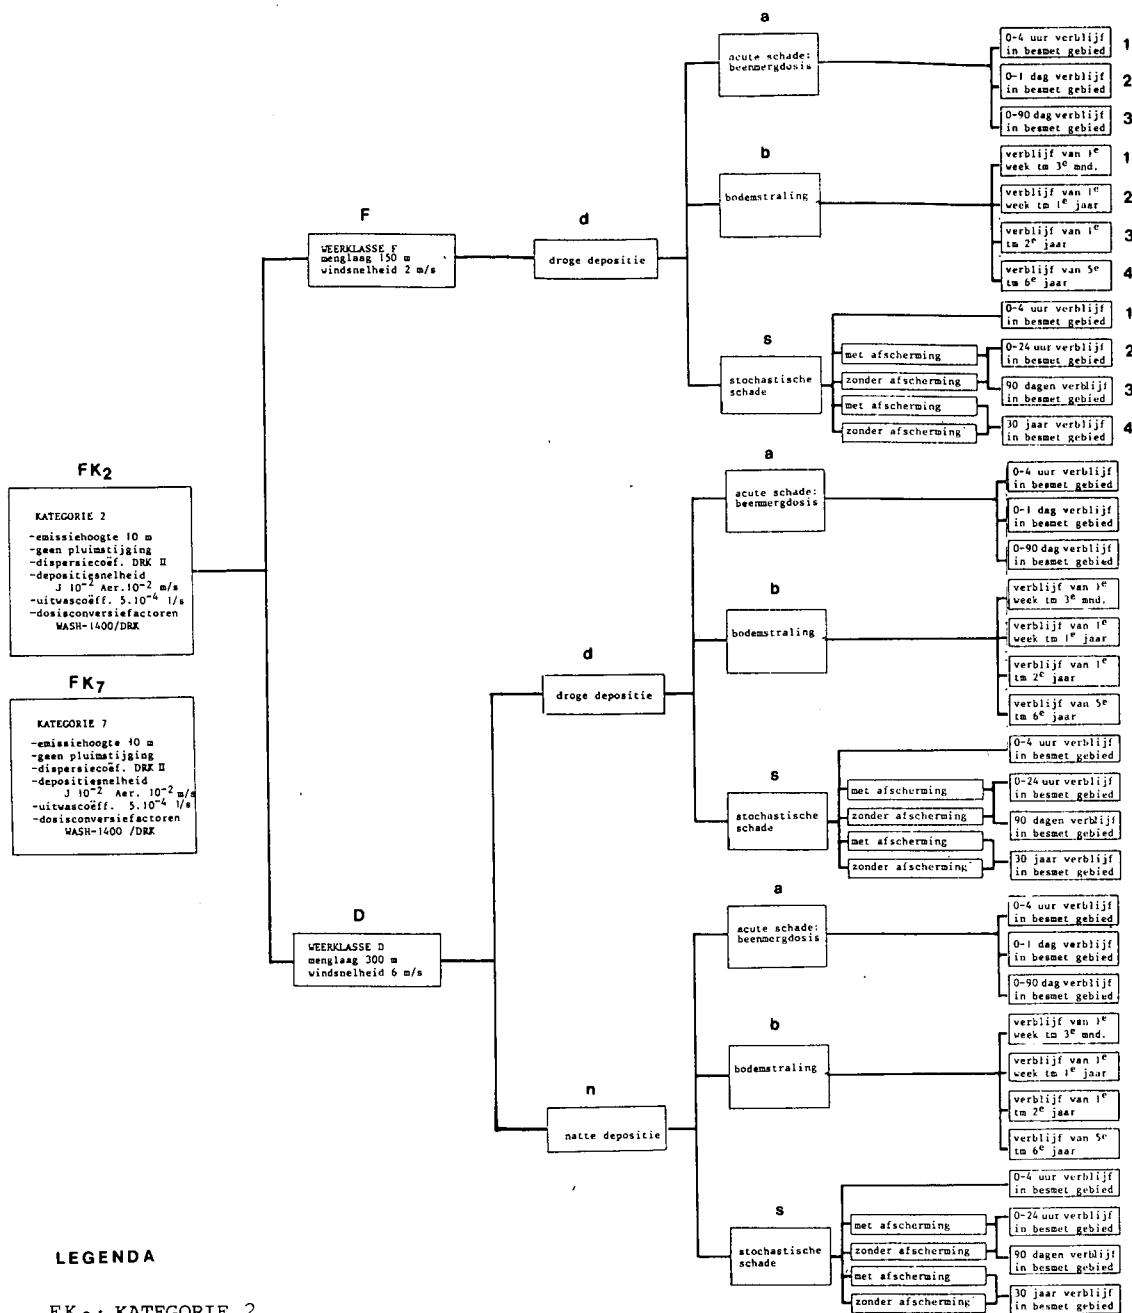 a
acute schade:
beenmergdosis
0-4 uur verblijf
in besmet gebied
1
0-1 dag verblijf
in besmet gebied
2
0-90 dag verblijf
in besmet gebied
3
b
bodemstraling
verblijf van 1e
week tm 3e mnd.
1
verblijf van 1e
week tm 1e jaar
2
verblijf van 1e
tm 2e jaar
3
verblijf van 5e
tm 6e jaar
4
F
WEERKLASSE F
menglaag 150 m
windsnelheid 2 m/s
d
droge depositie
s
stochastische
schade
met afscherming
zonder afscherming
met afscherming
zonder afscherming
0-4 uur verblijf
in besmet gebied
1
0-24 uur verblijf
in besmet gebied
2
90 dagen verblijf
in besmet gebied
3
30 jaar verblijf
in besmet gebied
4
FK2
KATEGORIE 2
-emissiehoogte 10 m
-geen pluimstijging
-dispersiecoëf. DRK II
-depositiesnelheid
J 10-2 Aer.10-2 m/s
-uitwascoëff. 5.10-4 1/s
-dosisconversiefactoren
WASH-1400/DRK
FK7
KATEGORIE 7
-emissiehoogte 10 m
-geen pluimstijging
-dispersiecoëf. DRK II
-depositiesnelheid
J 10-2 Aer. 10-2 m/s
-uitwascoëff. 5.10-4 1/s
-dosisconversiefactoren
WASH-1400 /DRK
a
acute schade:
beenmergdosis
0-4 uur verblijf
in besmet gebied
0-1 dag verblijf
in besmet gebied
0-90 dag verblijf
in besmet gebied
b
bodemstraling
verblijf van 1e
week tm 3e mnd.
verblijf van 1e
week tm 1e jaar
verblijf van 1e
tm 2e jaar
verblijf van 5e
tm 6e jaar
d
droge depositie
s
stochastische
schade
met afscherming
zonder afscherming
met afscherming
zonder afscherming
0-4 uur verblijf
in besmet gebied
0-24 uur verblijf
in besmet gebied
90 dagen verblijf
in besmet gebied
30 jaar verblijf
in besmet gebied
D
WEERKLASSE D
menglaag 300 m
windsnelheid 6 m/s
a
acute schade:
beenmergdosis
0-4 uur verblijf
in besmet gebied
0-1 dag verblijf
in besmet gebied
0-90 dag verblijf
in besmet gebied
b
bodemstraling
verblijf van 1e
week tm 3e mnd.
verblijf van 1e
week tm 1e jaar
verblijf van 1e
tm 2e jaar
verblijf van 5e
tm 6e jaar
n
natte depositie
s
stochastische
schade
met afscherming
zonder afscherming
met afscherming
zonder afscherming
0-4 uur verblijf
in besmet gebied
0-24 uur verblijf
in besmet gebied
90 dagen verblijf
in besmet gebied
30 jaar verblijf
in besmet gebied
LEGENDA
FK2: KATEGORIE 2